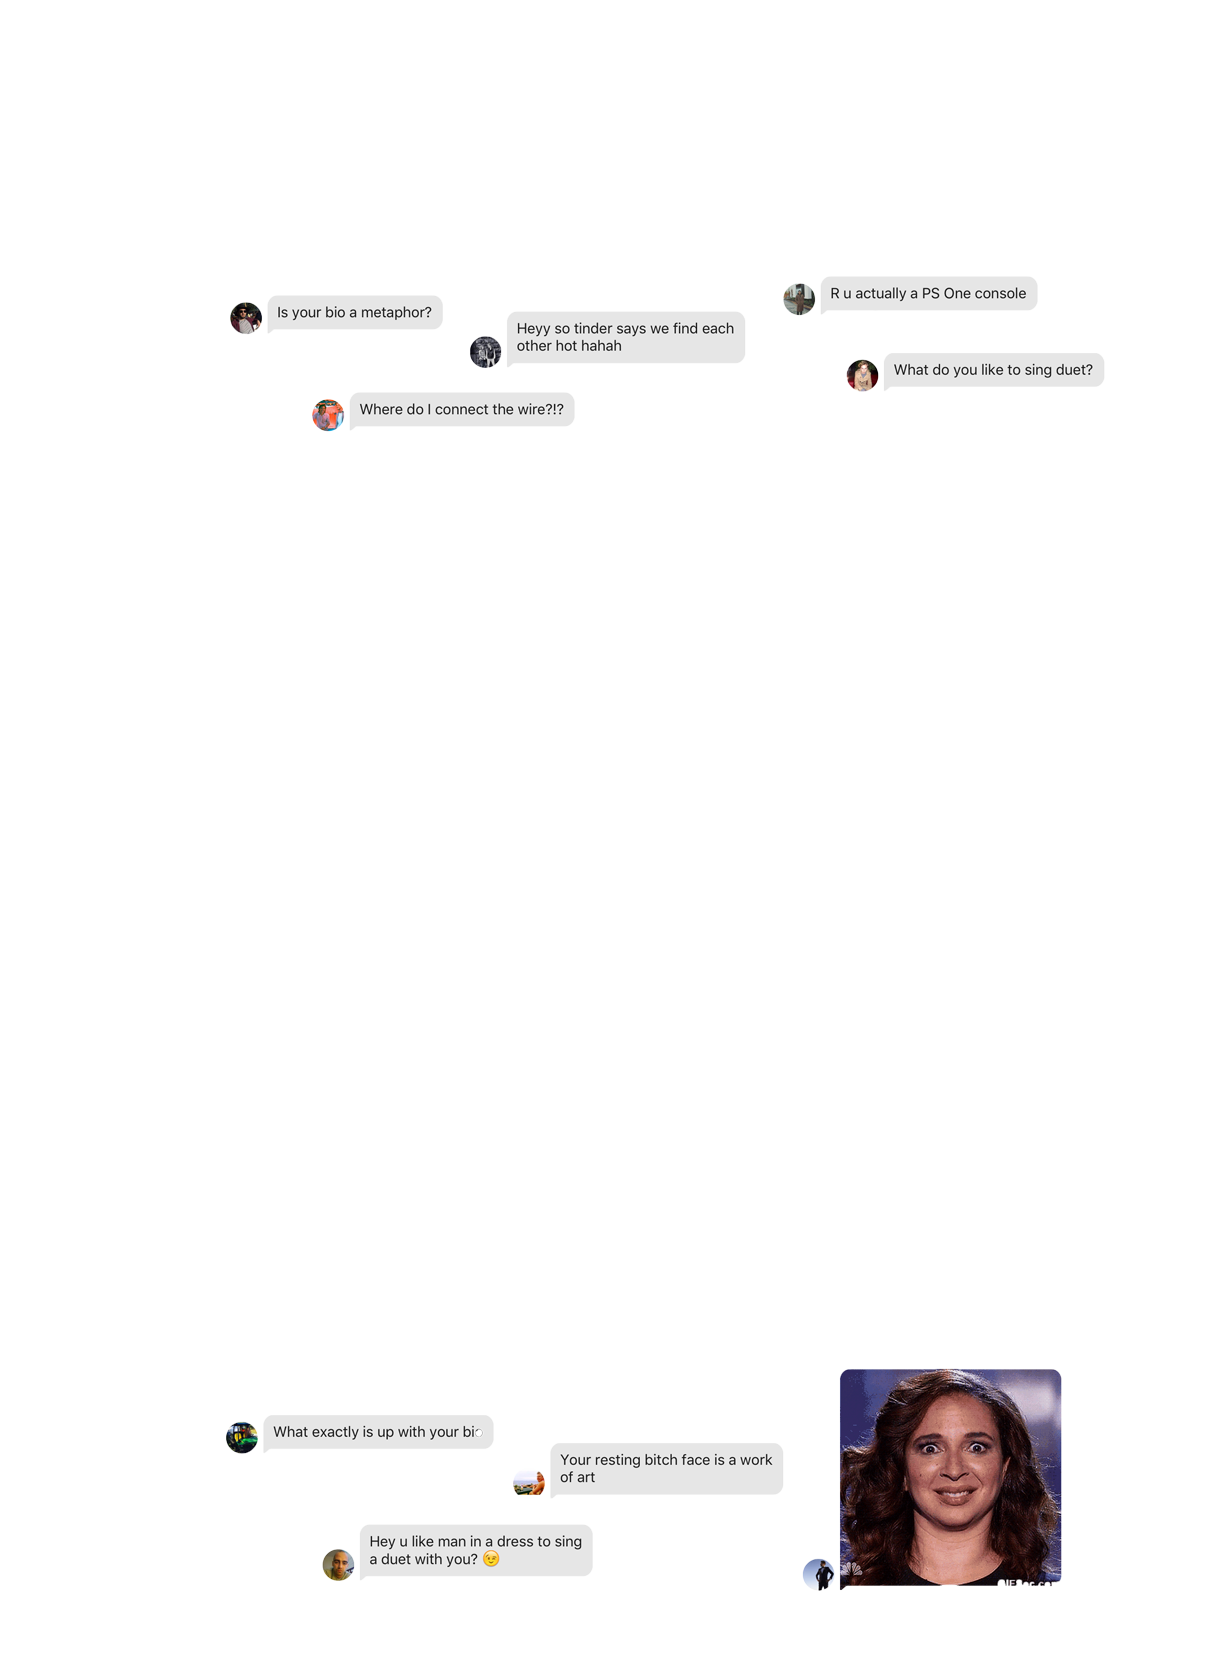 R u actually a PS One console
Is your bio a metaphor?
Heyy so tinder says we find each
other hot hahah
What do you like to sing duet?
Where do I connect the wire?!?
What exactly is up with your bio
Your resting bitch face is a work
of art
Hey u like man in a dress to sing
a duet with you? 😉